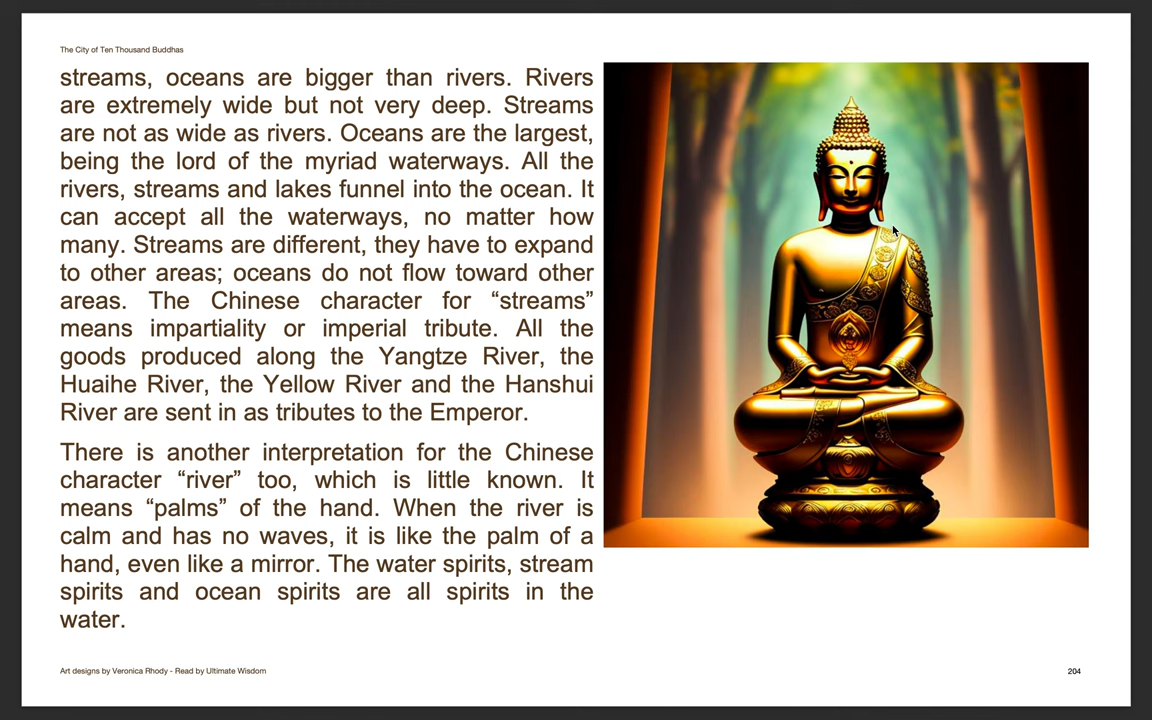 The City of Ten Thousand Buddhas
streams, oceans are bigger than rivers. Rivers
are extremely wide but not very deep. Streams
are not as wide as rivers. Oceans are the largest,
being the lord of the myriad waterways. All the
rivers, streams and lakes funnel into the ocean. It
can accept all the waterways, no matter how
many. Streams are different, they have to expand
to other areas; oceans do not flow toward other
areas. The Chinese character for “streams”
means impartiality or imperial tribute. All the
goods produced along the Yangtze River, the
Huaihe River, the Yellow River and the Hanshui
River are sent in as tributes to the Emperor.
There is another interpretation for the Chinese
character “river” too, which is little known. It
means “palms” of the hand. When the river is
calm and has no waves, it is like the palm of a
hand, even like a mirror. The water spirits, stream
spirits and ocean spirits are all spirits in the
water.
Art designs by Veronica Rhody - Read by Ultimate Wisdom
204